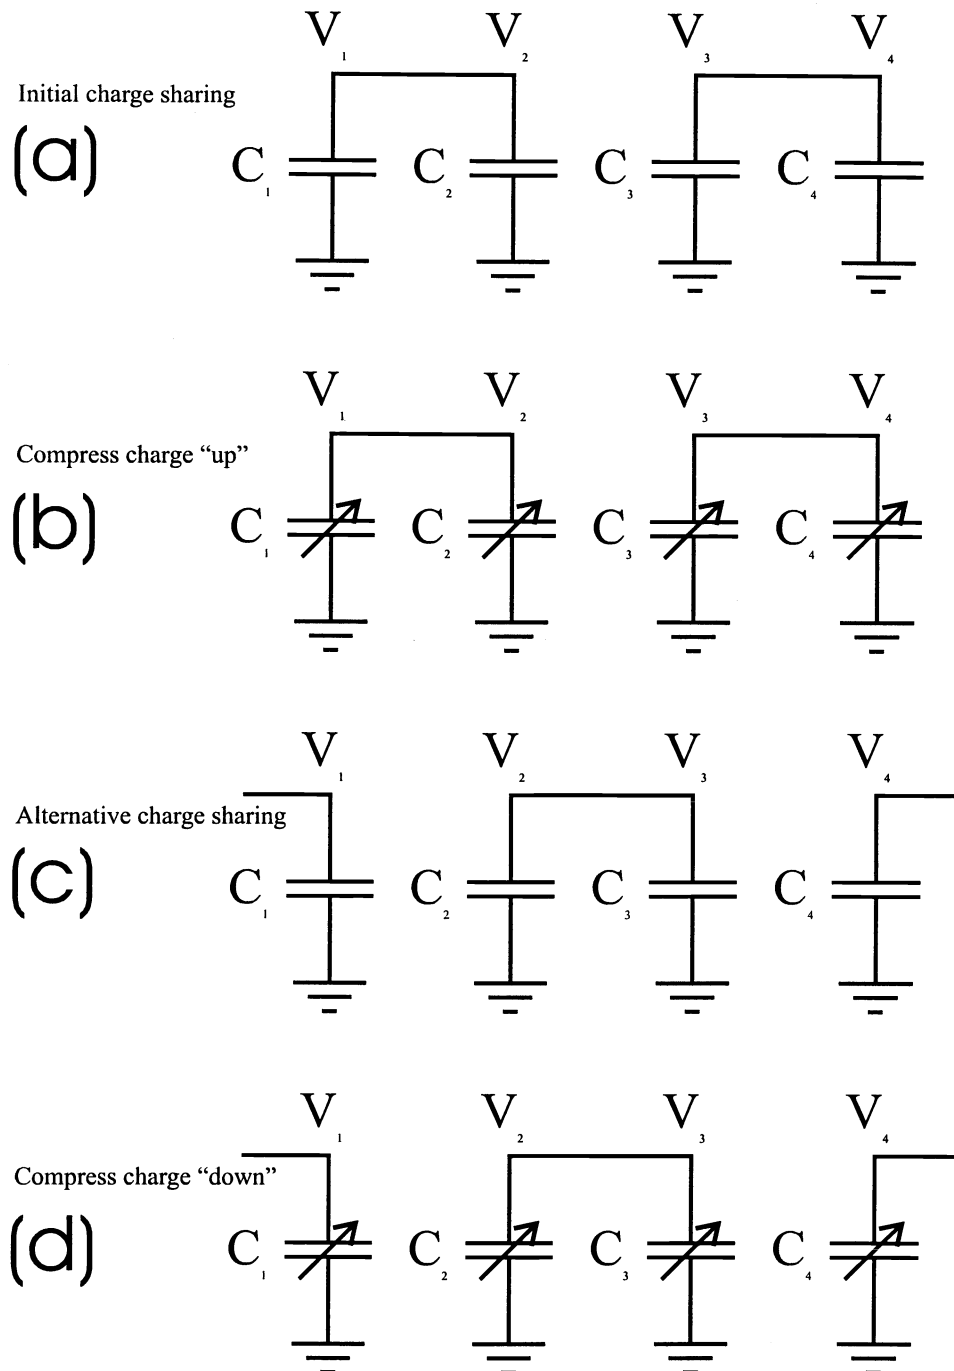 V1 V2 V3 V4
Initial charge sharing
(a)
C1 C2 C3 C4
V1 V2 V3 V4
Compress charge “up”
(b)
C1 C2 C3 C4
V1 V2 V3 V4
Alternative charge sharing
(c)
C1 C2 C3 C4
V1 V2 V3 V4
Compress charge “down”
(d)
C1 C2 C3 C4